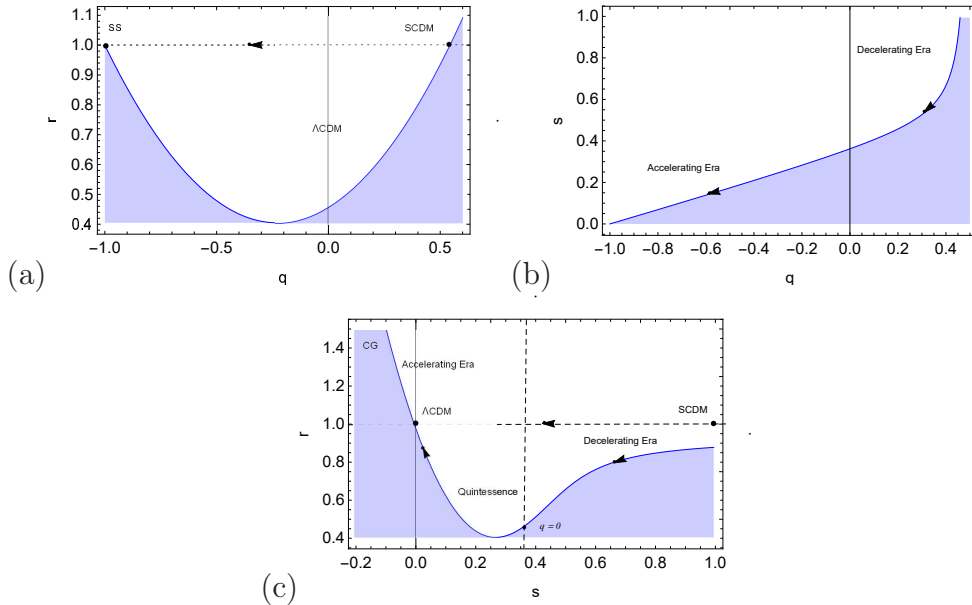 1.1
1.0
0.9
0.8
0.7
0.6
0.5
0.4
r
SS
SCDM
ΛCDM
−1.0
−0.5
0.0
0.5
q
(a)
1.0
0.8
0.6
0.4
0.2
0.0
s
Decelerating Era
Accelerating Era
−1.0
−0.8
−0.6
−0.4
−0.2
0.0
0.2
0.4
q
(b)
1.4
1.2
1.0
0.8
0.6
0.4
r
CG
Accelerating Era
ΛCDM
SCDM
Decelerating Era
Quintessence
q = 0
−0.2
0.0
0.2
0.4
0.6
0.8
1.0
s
(c)